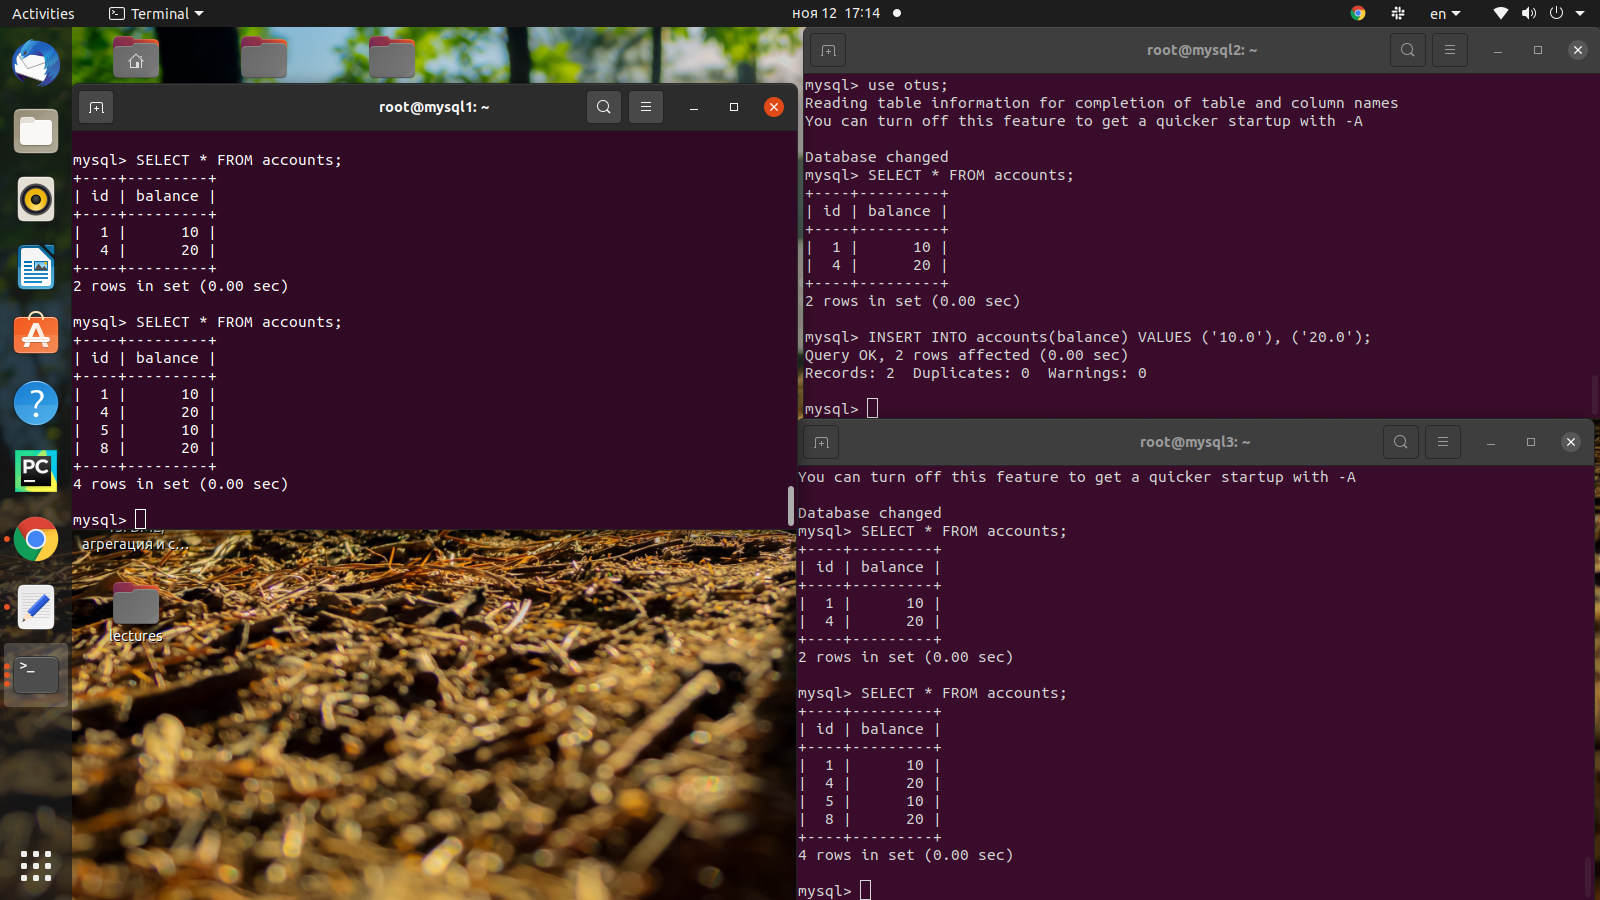 Activities
Terminal
ноя 12 17:14
en
root@mysql1: ~
mysql> SELECT * FROM accounts;
+----+---------+
| id | balance |
+----+---------+
|  1 |      10 |
|  4 |      20 |
+----+---------+
2 rows in set (0.00 sec)
mysql> SELECT * FROM accounts;
+----+---------+
| id | balance |
+----+---------+
|  1 |      10 |
|  4 |      20 |
|  5 |      10 |
|  8 |      20 |
+----+---------+
4 rows in set (0.00 sec)
mysql>
агрегация и с...
lectures
PC
root@mysql2: ~
mysql> use otus;
Reading table information for completion of table and column names
You can turn off this feature to get a quicker startup with -A
Database changed
mysql> SELECT * FROM accounts;
+----+---------+
| id | balance |
+----+---------+
|  1 |      10 |
|  4 |      20 |
+----+---------+
2 rows in set (0.00 sec)
mysql> INSERT INTO accounts(balance) VALUES ('10.0'), ('20.0');
Query OK, 2 rows affected (0.00 sec)
Records: 2  Duplicates: 0  Warnings: 0
mysql>
root@mysql3: ~
You can turn off this feature to get a quicker startup with -A
Database changed
mysql> SELECT * FROM accounts;
+----+---------+
| id | balance |
+----+---------+
|  1 |      10 |
|  4 |      20 |
+----+---------+
2 rows in set (0.00 sec)
mysql> SELECT * FROM accounts;
+----+---------+
| id | balance |
+----+---------+
|  1 |      10 |
|  4 |      20 |
|  5 |      10 |
|  8 |      20 |
+----+---------+
4 rows in set (0.00 sec)
mysql>